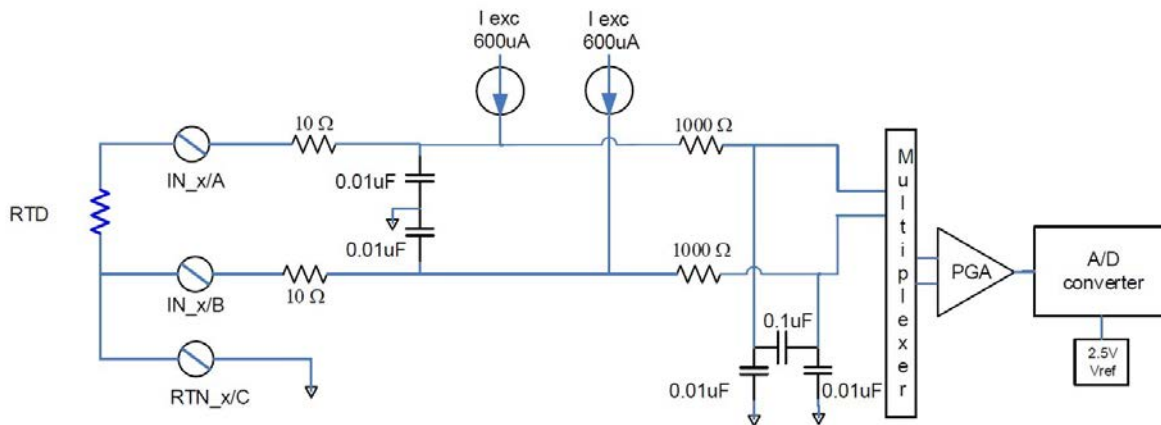 I exc
600uA
I exc
600uA
10 Ω
1000 Ω
IN_x/A
0.01uF
RTD
0.01uF
1000 Ω
IN_x/B
10 Ω
RTN_x/C
0.1uF
0.01uF
0.01uF
Multiplexer
PGA
A/D
converter
2.5V
Vref